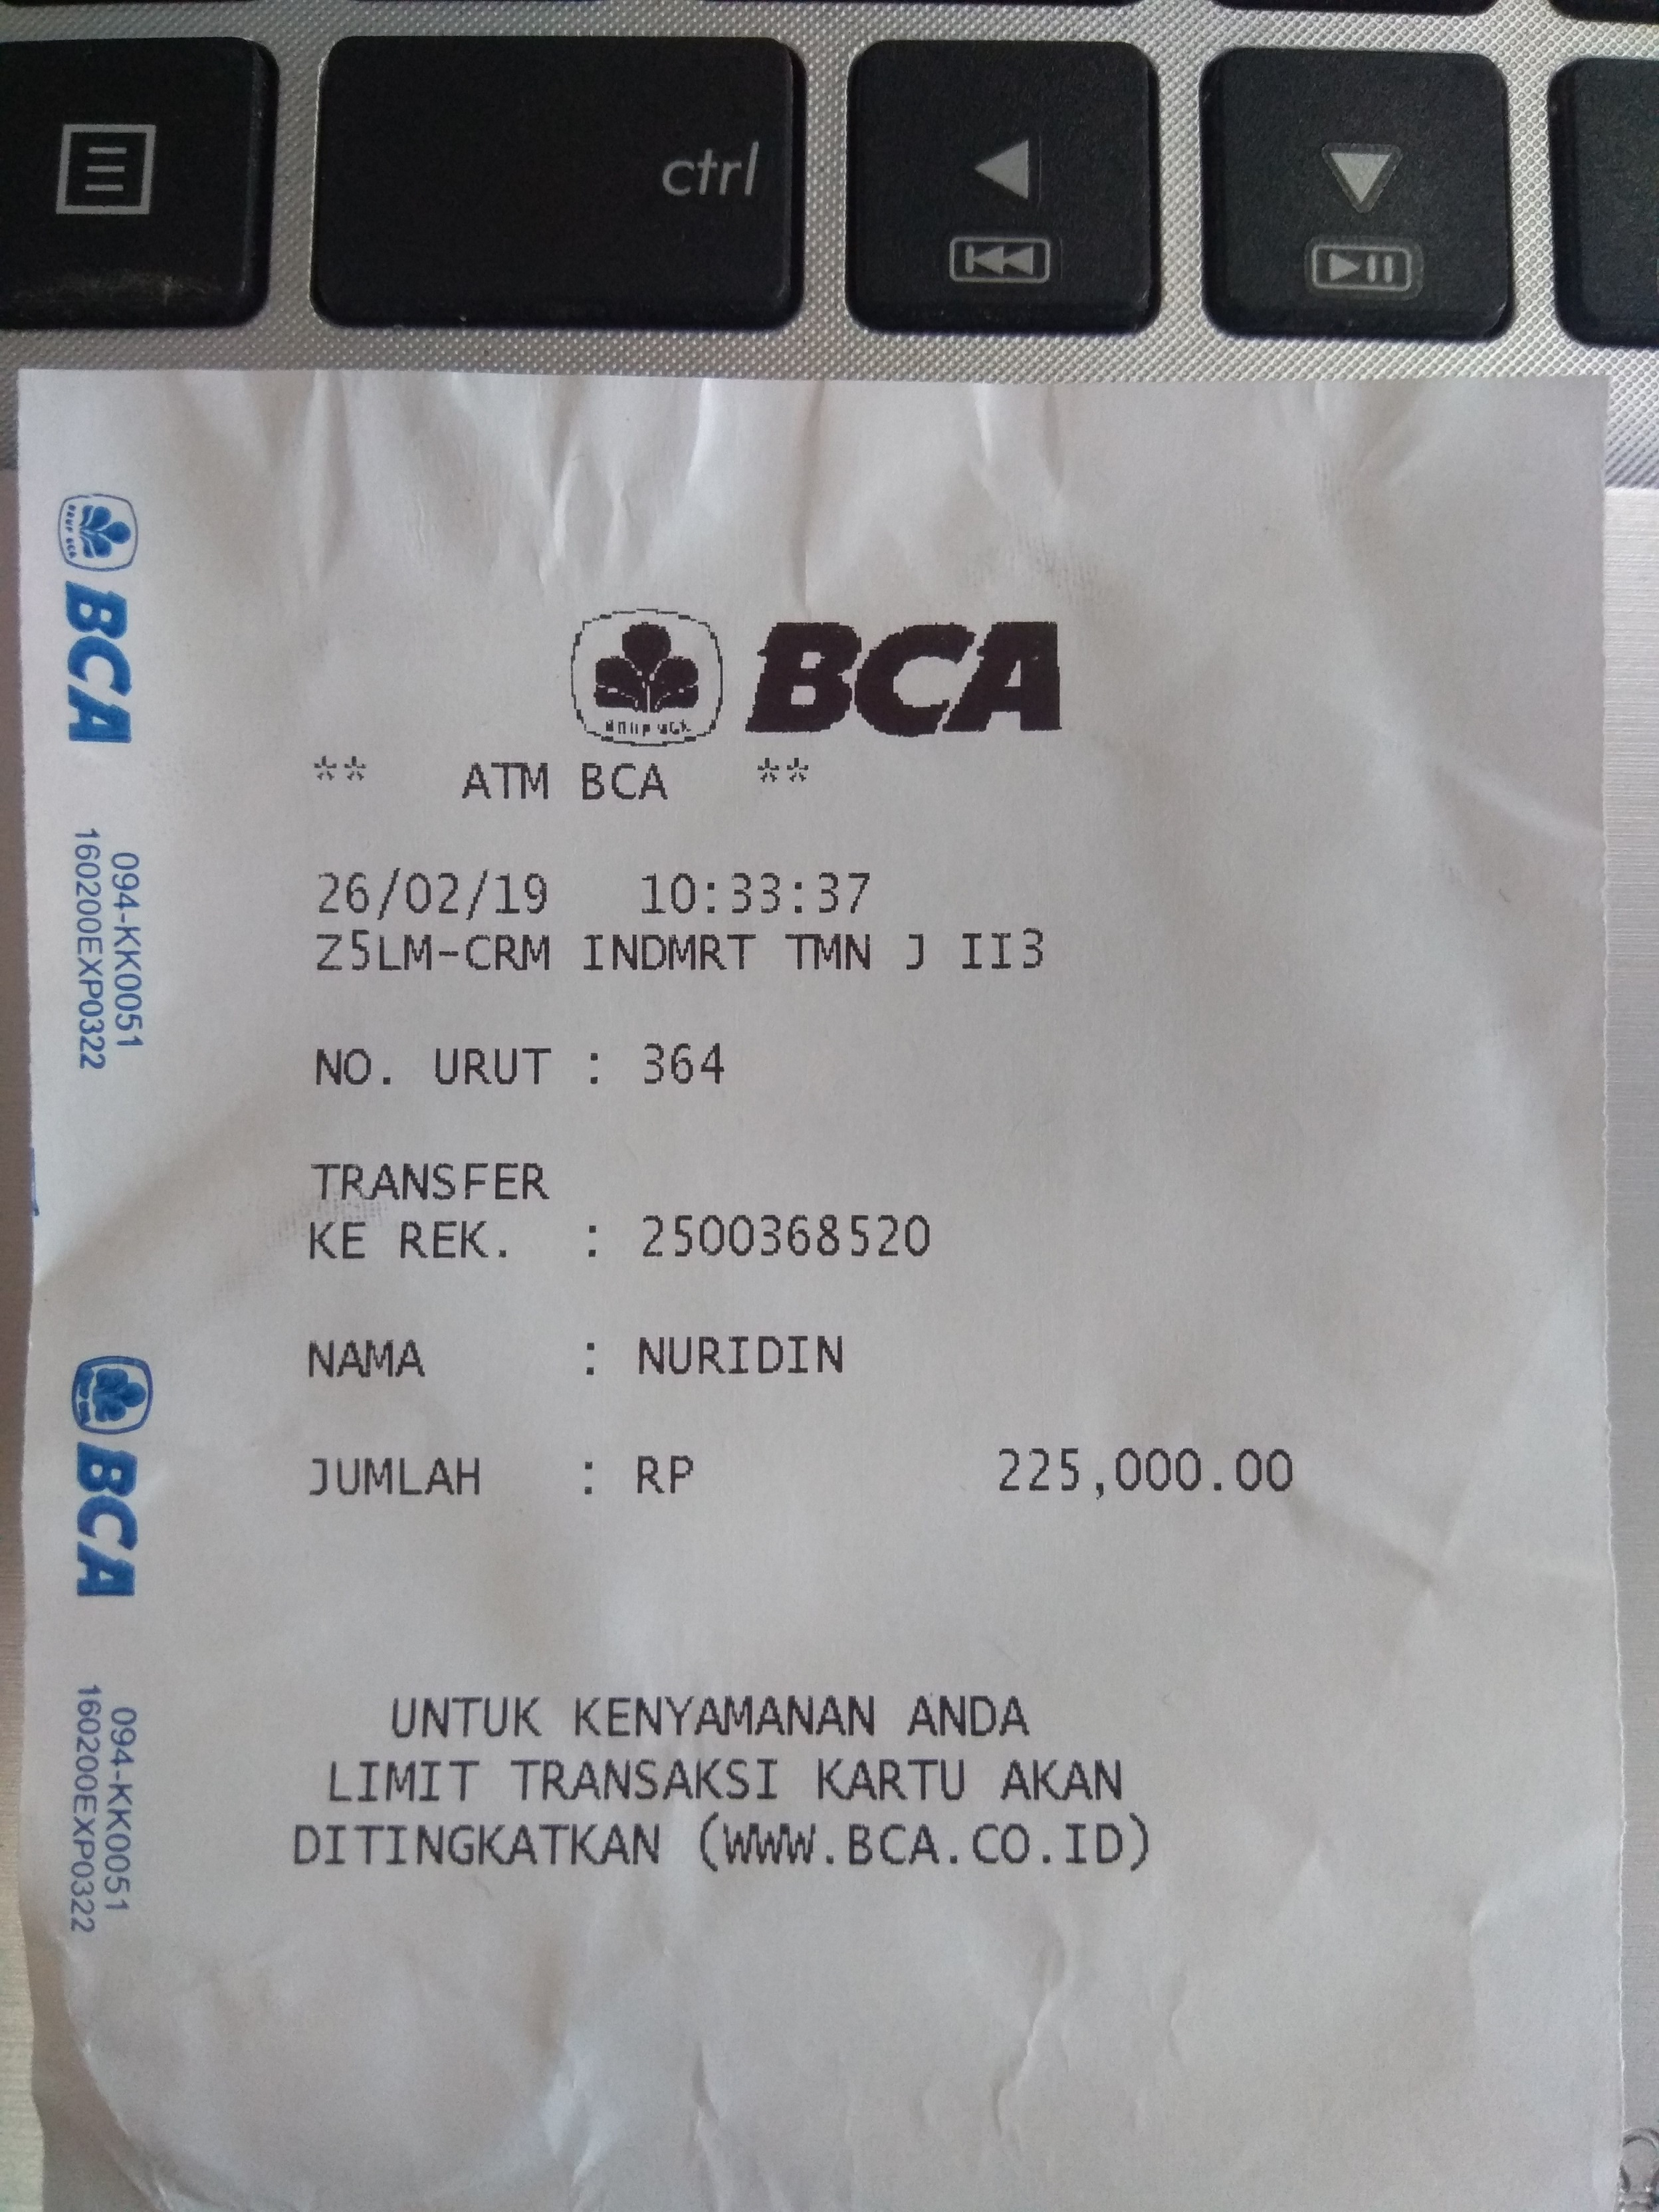 ctrl
BCA
** ATM BCA **
26/02/19 10:33:37
Z5LM-CRM INDMRT TMN J II3
NO. URUT : 364
TRANSFER
KE REK. : 2500368520
NAMA : NURIDIN
JUMLAH : RP 225,000.00
UNTUK KENYAMANAN ANDA
LIMIT TRANSAKSI KARTU AKAN
DITINGKATKAN (WWW.BCA.CO.ID)
BCA
094-KK0051
160200EXP0322
BCA
094-KK0051
160200EXP0322